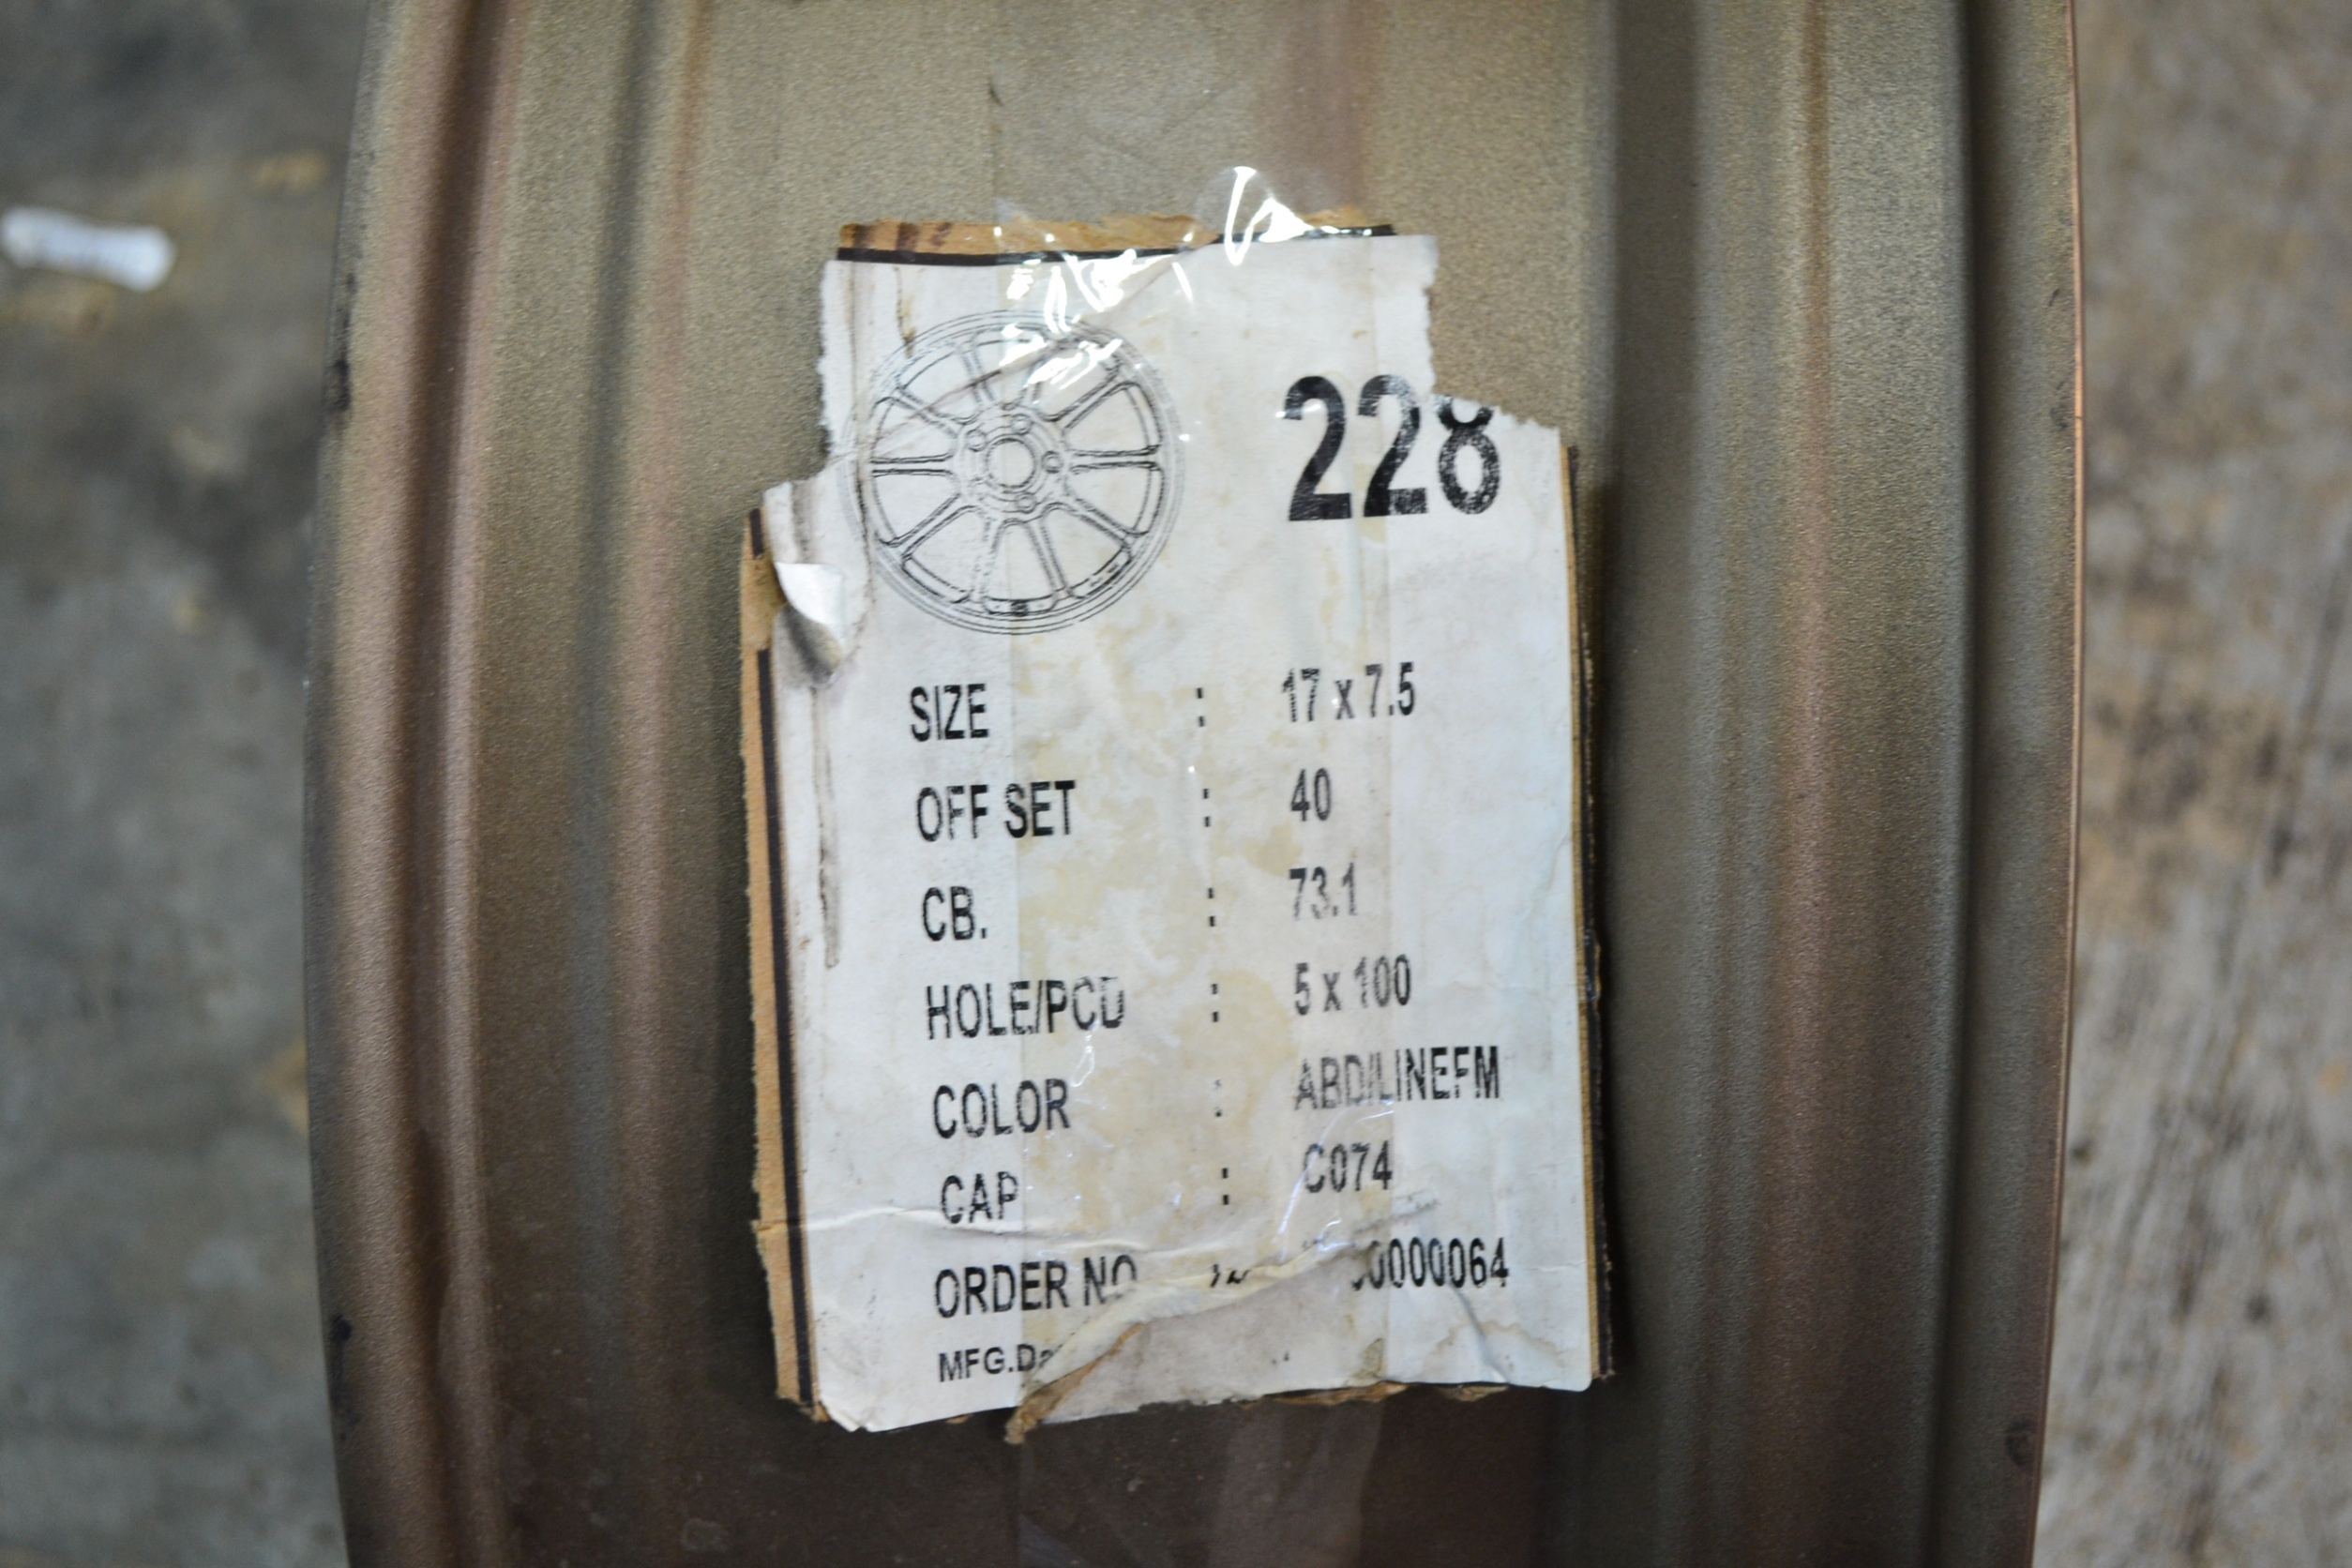 228
SIZE : 17 x 7.5
OFF SET : 40
CB. : 73.1
HOLE/PCD : 5 x 100
COLOR : ABD/LINEFM
CAP : C074
ORDER NO
MFG.